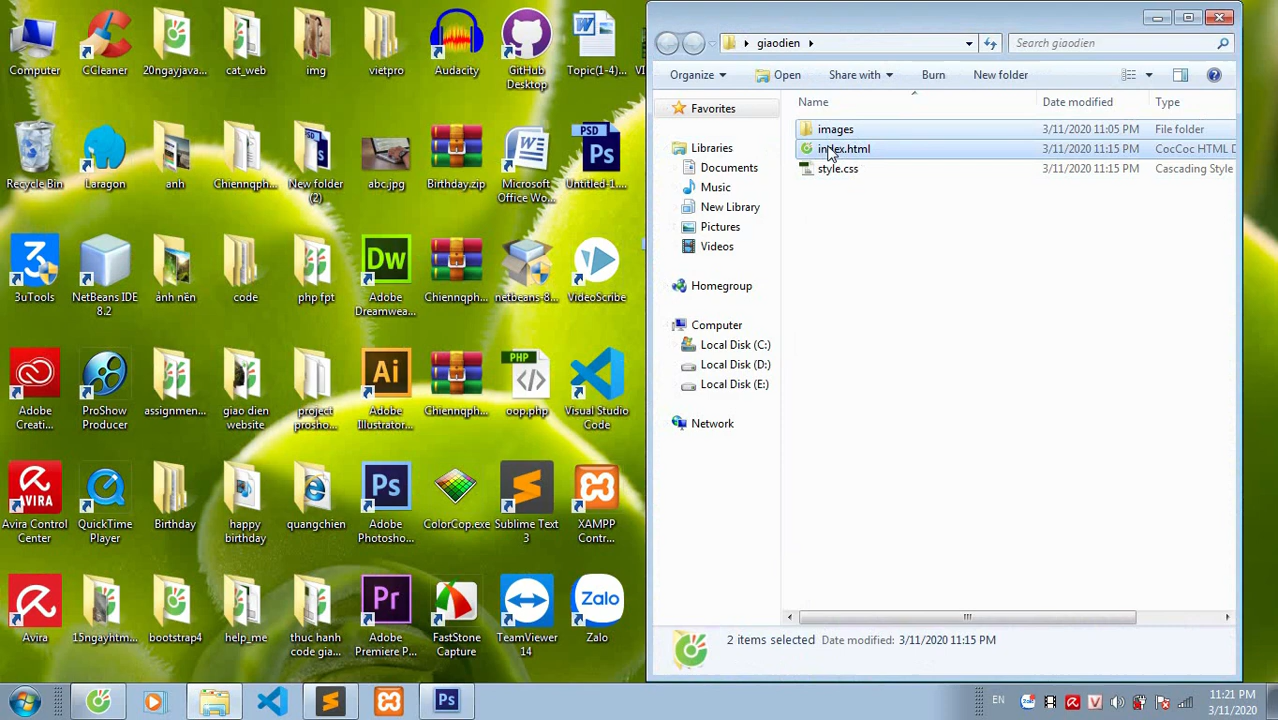 Computer
CCleaner
20ngayjava...
cat_web
img
vietpro
Audacity
GitHub
Desktop
Topic(1-4)...
Recycle Bin
Laragon
anh
Chiennqph...
New folder
(2)
abc.jpg
Birthday.zip
Microsoft
Office Wo...
PSD
Ps
Untitled-1....
3uTools
NetBeans IDE
8.2
ảnh nền
code
php fpt
Dw
Adobe
Dreamwea...
Chiennqph...
netbeans-8...
VideoScribe
Adobe
Creati...
ProShow
Producer
assignmen...
giao dien
website
project
prosho...
Ai
Adobe
Illustrator...
Chiennqph...
PHP
oop.php
Visual Studio
Code
Avira Control
Center
QuickTime
Player
Birthday
happy
birthday
quangchien
Ps
Adobe
Photosho...
ColorCop.exe
Sublime Text
3
XAMPP
Contr...
Avira
15ngayhtm...
bootstrap4
help_me
thuc hanh
code gia...
Pr
Adobe
Premiere P...
FastStone
Capture
TeamViewer
14
Zalo
Zalo
giaodien
Search giaodien
Organize
Open
Share with
Burn
New folder
Name
Date modified
Type
images
3/11/2020 11:05 PM
File folder
index.html
3/11/2020 11:15 PM
CocCoc HTML D
style.css
3/11/2020 11:15 PM
Cascading Style
Favorites
Libraries
Documents
Music
New Library
Pictures
Videos
Homegroup
Computer
Local Disk (C:)
Local Disk (D:)
Local Disk (E:)
Network
2 items selected
Date modified: 3/11/2020 11:15 PM
Ps
EN
11:21 PM
3/11/2020